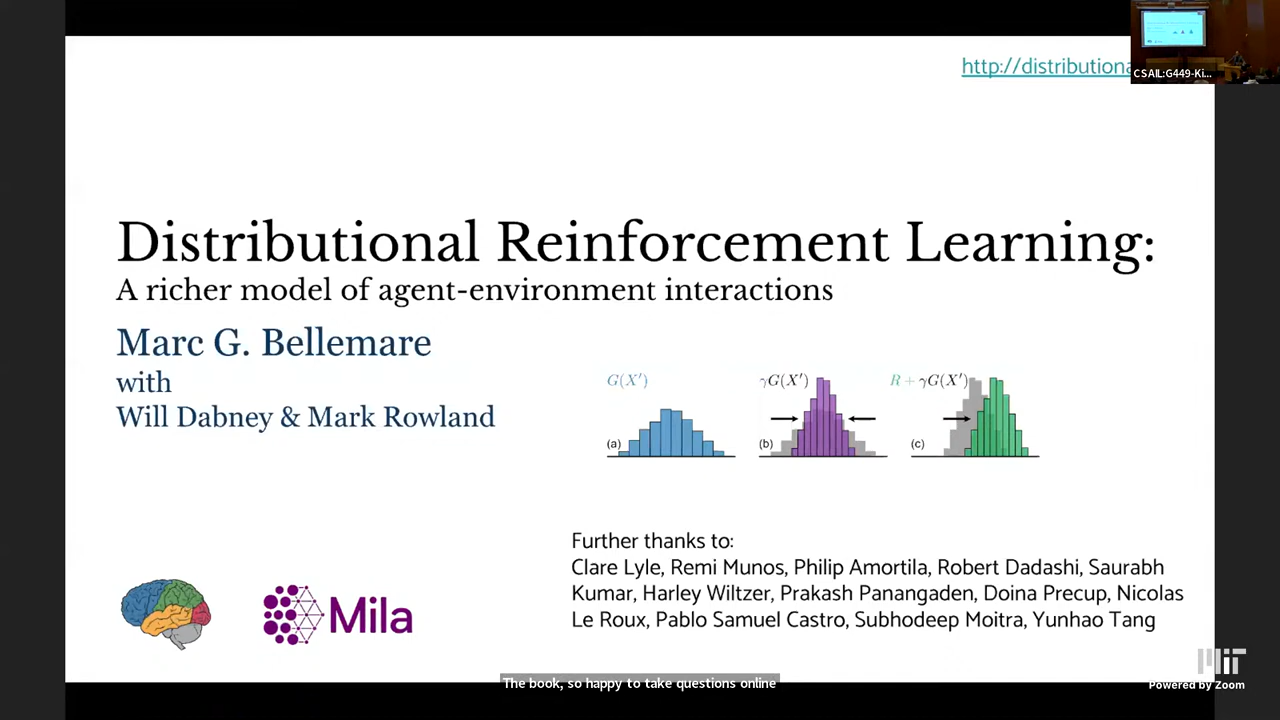 http://distributiona
CSAIL:G449-Ki...
Distributional Reinforcement Learning:
A richer model of agent-environment interactions
Marc G. Bellemare
with
Will Dabney & Mark Rowland
G(X′)
γG(X′)
R + γG(X′)
(a)
(b)
(c)
Further thanks to:
Clare Lyle, Remi Munos, Philip Amortila, Robert Dadashi, Saurabh
Kumar, Harley Wiltzer, Prakash Panangaden, Doina Precup, Nicolas
Le Roux, Pablo Samuel Castro, Subhodeep Moitra, Yunhao Tang
Mila
MIT
Powered by Zoom
The book, so happy to take questions online